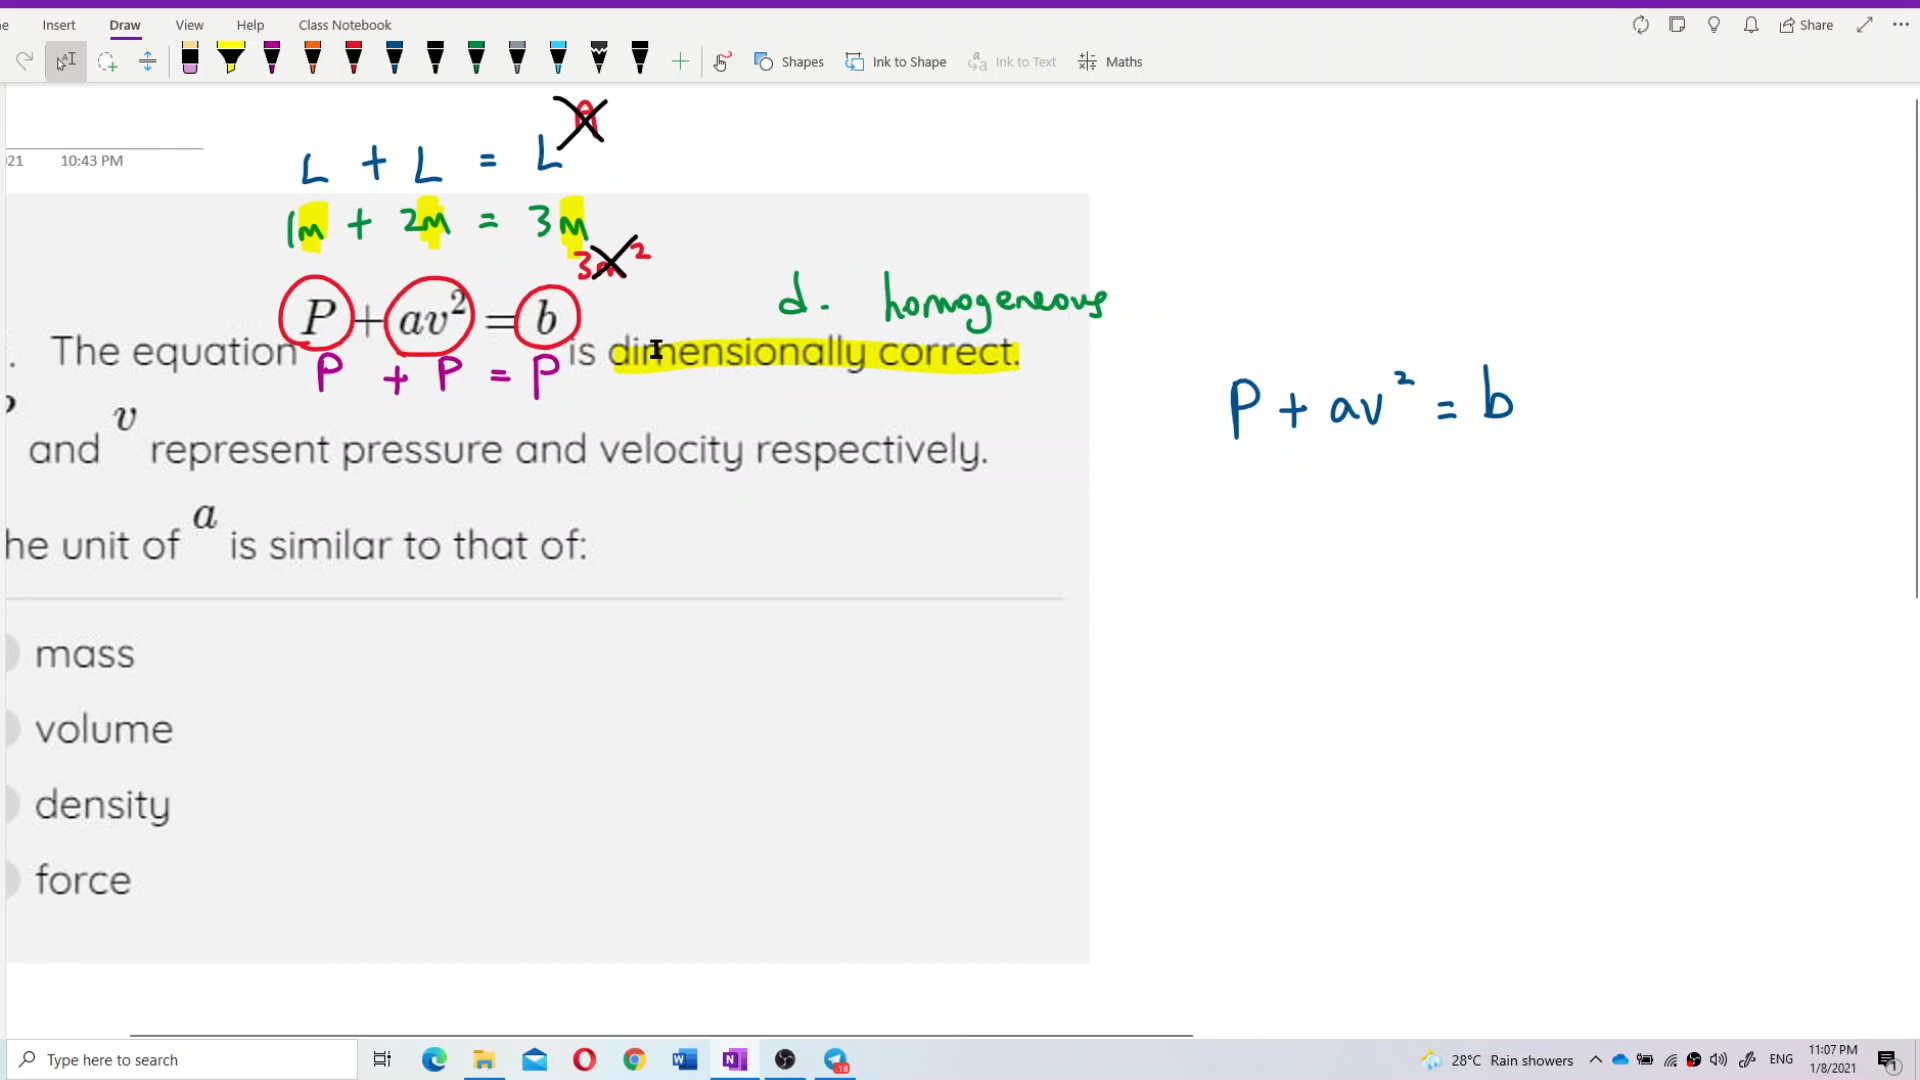 Insert Draw View Help Class Notebook Share
Shapes Ink to Shape Ink to Text Maths
21 10:43 PM
L + L = L
1m + 2m = 3m
P + av² = b
d. homogeneous
. The equation is dimensionally correct.
P + P = P
P + av² = b
and v represent pressure and velocity respectively.
he unit of a is similar to that of:
mass
volume
density
force
Type here to search
28°C Rain showers ENG 11:07 PM
1/8/2021